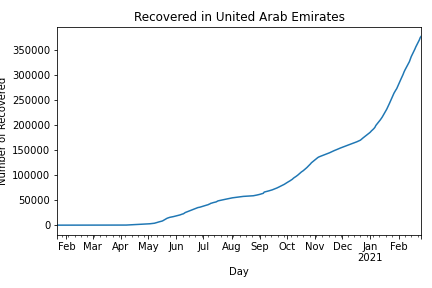 Recovered in United Arab Emirates
Number of Recovered
350000
300000
250000
200000
150000
100000
50000
0
Feb Mar Apr May Jun Jul Aug Sep Oct Nov Dec Jan Feb
2021
Day